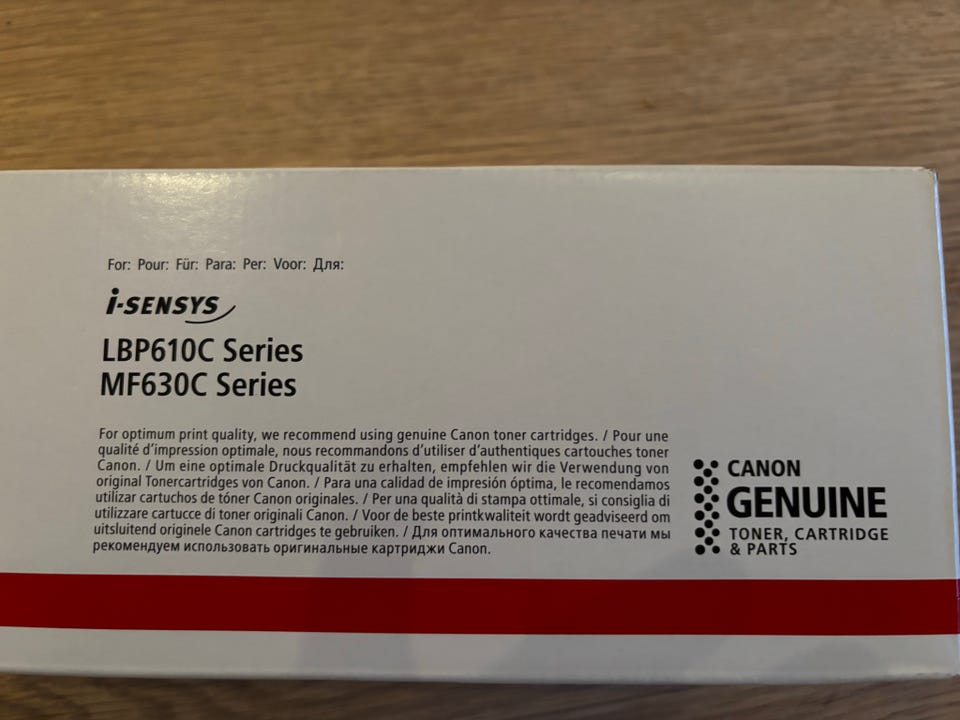 For: Pour: Für: Para: Per: Voor: Для:
i-SENSYS
LBP610C Series
MF630C Series
For optimum print quality, we recommend using genuine Canon toner cartridges. / Pour une
qualité d'impression optimale, nous recommandons d'utiliser d'authentiques cartouches toner
Canon. / Um eine optimale Druckqualität zu erhalten, empfehlen wir die Verwendung von
original Tonercartridges von Canon. / Para una calidad de impresión óptima, le recomendamos
utilizar cartuchos de tóner Canon originales. / Per una qualità di stampa ottimale, si consiglia di
utilizzare cartucce di toner originali Canon. / Voor de beste printkwaliteit wordt geadviseerd om
uitsluitend originele Canon cartridges te gebruiken. / Для оптимального качества печати мы
рекомендуем использовать оригинальные картриджи Canon.
CANON
GENUINE
TONER, CARTRIDGE
& PARTS